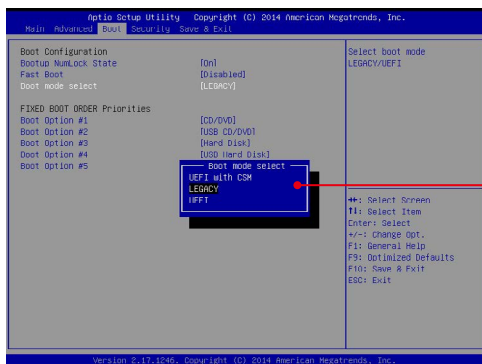 Aptio Setup Utility Copyright (C) 2014 American Megatrends, Inc.
Main Advanced Boot Security Save & Exit
Boot Configuration
Bootup NumLock State [On]
Fast Boot [Disabled]
Boot mode select [LEGACY]
FIXED BOOT ORDER Priorities
Boot Option #1 [CD/DVD]
Boot Option #2 [USB CD/DVD]
Boot Option #3 [Hard Disk]
Boot Option #4 [USB Hard Disk]
Boot Option #5
Boot mode select
UEFI with CSM
LEGACY
UEFI
Select boot mode
LEGACY/UEFI
→←: Select Screen
↑↓: Select Item
Enter: Select
+/-: Change Opt.
F1: General Help
F9: Optimized Defaults
F10: Save & Exit
ESC: Exit
Version 2.17.1246. Copyright (C) 2014 American Megatrends, Inc.